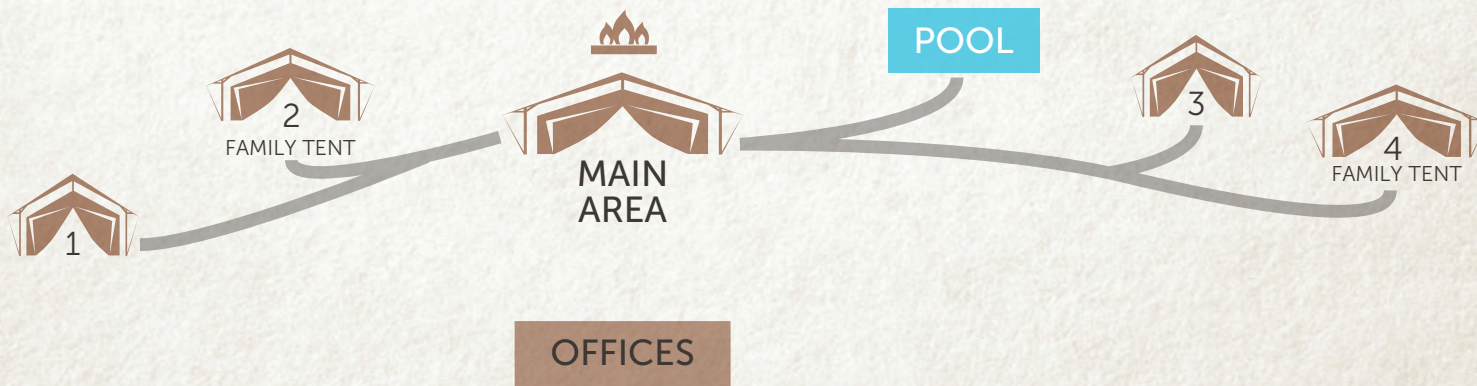 POOL
2
FAMILY TENT
3
4
FAMILY TENT
MAIN
AREA
1
OFFICES